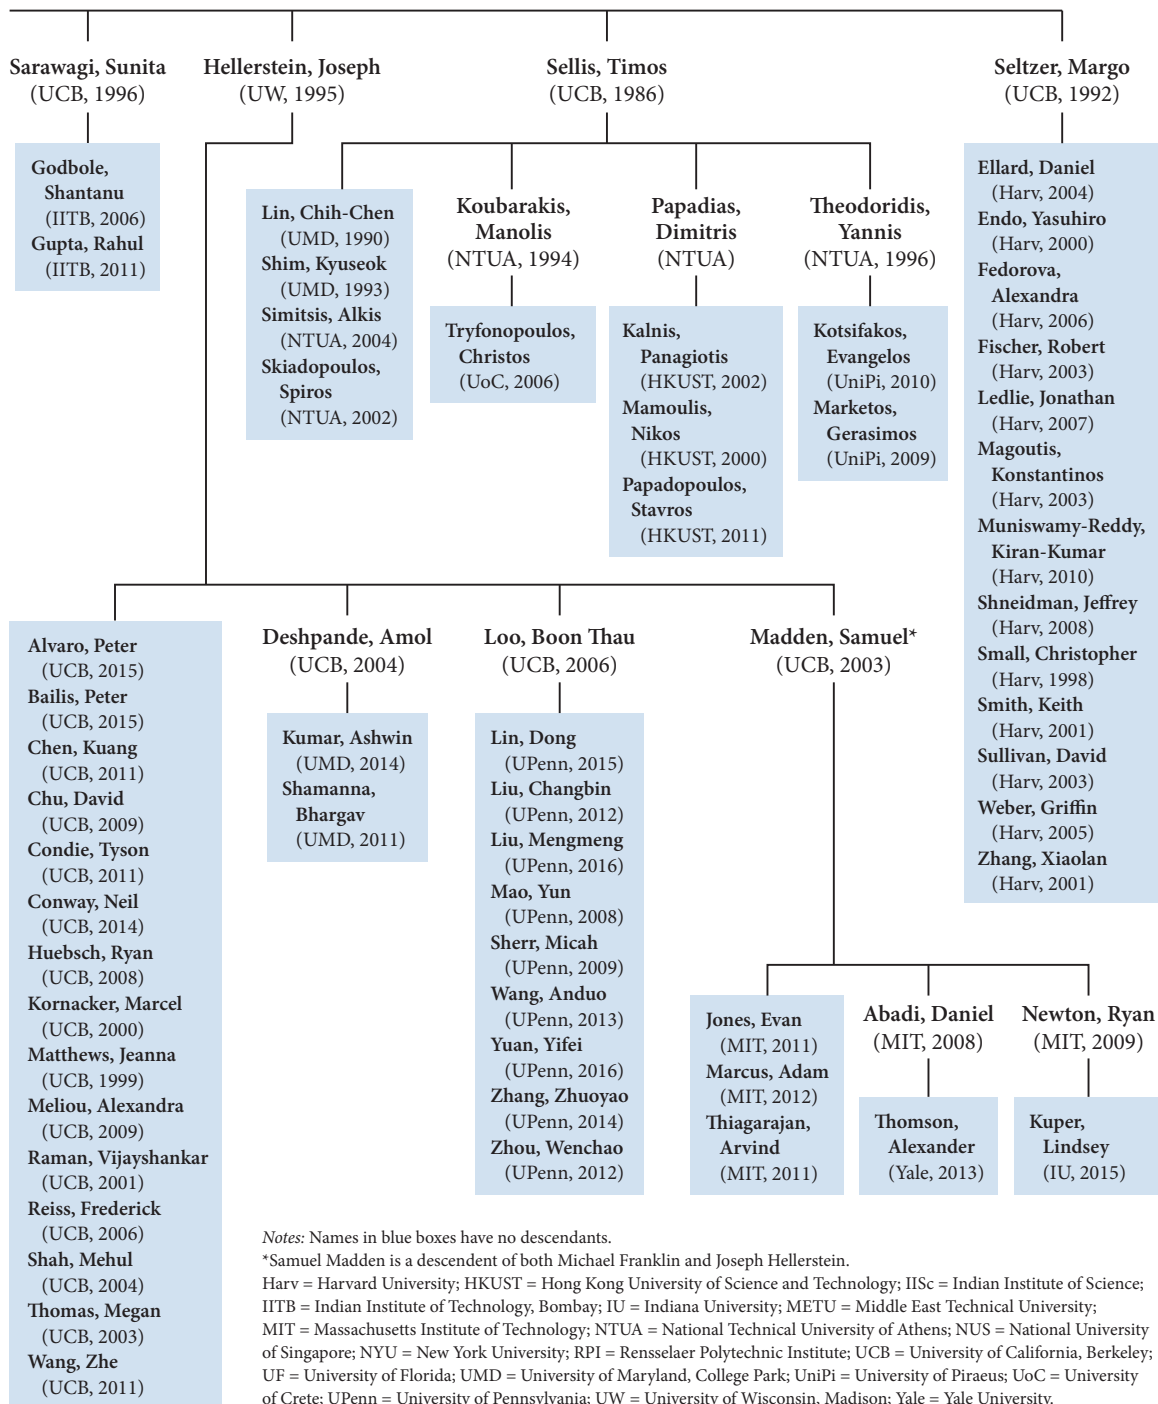 Sarawagi, Sunita
(UCB, 1996)
Hellerstein, Joseph
(UW, 1995)
Sellis, Timos
(UCB, 1986)
Seltzer, Margo
(UCB, 1992)
Godbole,
Shantanu
(IITB, 2006)
Gupta, Rahul
(IITB, 2011)
Lin, Chih-Chen
(UMD, 1990)
Shim, Kyuseok
(UMD, 1993)
Simitsis, Alkis
(NTUA, 2004)
Skiadopoulos,
Spiros
(NTUA, 2002)
Koubarakis,
Manolis
(NTUA, 1994)
Tryfonopoulos,
Christos
(UoC, 2006)
Papadias,
Dimitris
(NTUA)
Kalnis,
Panagiotis
(HKUST, 2002)
Mamoulis,
Nikos
(HKUST, 2000)
Papadopoulos,
Stavros
(HKUST, 2011)
Theodoridis,
Yannis
(NTUA, 1996)
Kotsifakos,
Evangelos
(UniPi, 2010)
Marketos,
Gerasimos
(UniPi, 2009)
Ellard, Daniel
(Harv, 2004)
Endo, Yasuhiro
(Harv, 2000)
Fedorova,
Alexandra
(Harv, 2006)
Fischer, Robert
(Harv, 2003)
Ledlie, Jonathan
(Harv, 2007)
Magoutis,
Konstantinos
(Harv, 2003)
Muniswamy-Reddy,
Kiran-Kumar
(Harv, 2010)
Shneidman, Jeffrey
(Harv, 2008)
Small, Christopher
(Harv, 1998)
Smith, Keith
(Harv, 2001)
Sullivan, David
(Harv, 2003)
Weber, Griffin
(Harv, 2005)
Zhang, Xiaolan
(Harv, 2001)
Alvaro, Peter
(UCB, 2015)
Bailis, Peter
(UCB, 2015)
Chen, Kuang
(UCB, 2011)
Chu, David
(UCB, 2009)
Condie, Tyson
(UCB, 2011)
Conway, Neil
(UCB, 2014)
Huebsch, Ryan
(UCB, 2008)
Kornacker, Marcel
(UCB, 2000)
Matthews, Jeanna
(UCB, 1999)
Meliou, Alexandra
(UCB, 2009)
Raman, Vijayshankar
(UCB, 2001)
Reiss, Frederick
(UCB, 2006)
Shah, Mehul
(UCB, 2004)
Thomas, Megan
(UCB, 2003)
Wang, Zhe
(UCB, 2011)
Deshpande, Amol
(UCB, 2004)
Kumar, Ashwin
(UMD, 2014)
Shamanna,
Bhargav
(UMD, 2011)
Loo, Boon Thau
(UCB, 2006)
Lin, Dong
(UPenn, 2015)
Liu, Changbin
(UPenn, 2012)
Liu, Mengmeng
(UPenn, 2016)
Mao, Yun
(UPenn, 2008)
Sherr, Micah
(UPenn, 2009)
Wang, Anduo
(UPenn, 2013)
Yuan, Yifei
(UPenn, 2016)
Zhang, Zhuoyao
(UPenn, 2014)
Zhou, Wenchao
(UPenn, 2012)
Madden, Samuel*
(UCB, 2003)
Jones, Evan
(MIT, 2011)
Marcus, Adam
(MIT, 2012)
Thiagarajan,
Arvind
(MIT, 2011)
Abadi, Daniel
(MIT, 2008)
Thomson,
Alexander
(Yale, 2013)
Newton, Ryan
(MIT, 2009)
Kuper,
Lindsey
(IU, 2015)
Notes: Names in blue boxes have no descendants.
*Samuel Madden is a descendent of both Michael Franklin and Joseph Hellerstein.
Harv = Harvard University; HKUST = Hong Kong University of Science and Technology; IISc = Indian Institute of Science;
IITB = Indian Institute of Technology, Bombay; IU = Indiana University; METU = Middle East Technical University;
MIT = Massachusetts Institute of Technology; NTUA = National Technical University of Athens; NUS = National University
of Singapore; NYU = New York University; RPI = Rensselaer Polytechnic Institute; UCB = University of California, Berkeley;
UF = University of Florida; UMD = University of Maryland, College Park; UniPi = University of Piraeus; UoC = University
of Crete; UPenn = University of Pennsylvania; UW = University of Wisconsin, Madison; Yale = Yale University.